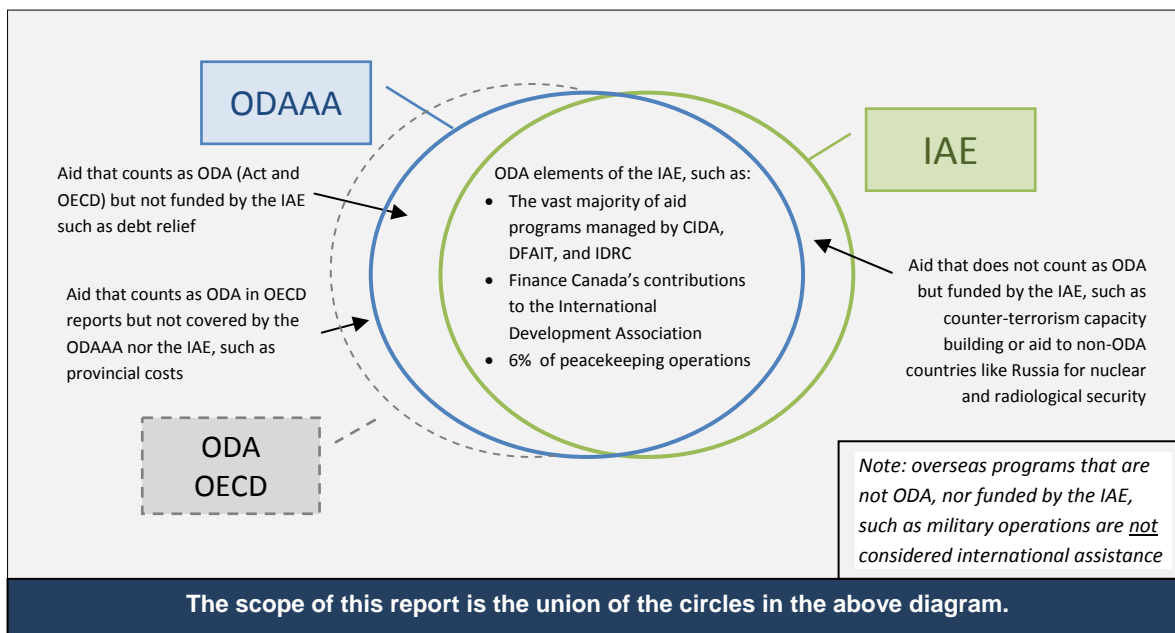 ODAAA
IAE
Aid that counts as ODA (Act and
OECD) but not funded by the IAE
such as debt relief
Aid that counts as ODA in OECD
reports but not covered by the
ODAAA nor the IAE, such as
provincial costs
ODA
OECD
ODA elements of the IAE, such as:
• The vast majority of aid
programs managed by CIDA,
DFAIT, and IDRC
• Finance Canada’s contributions
to the International
Development Association
• 6% of peacekeeping operations
Aid that does not count as ODA
but funded by the IAE, such as
counter-terrorism capacity
building or aid to non-ODA
countries like Russia for nuclear
and radiological security
Note: overseas programs that are
not ODA, nor funded by the IAE,
such as military operations are not
considered international assistance
The scope of this report is the union of the circles in the above diagram.